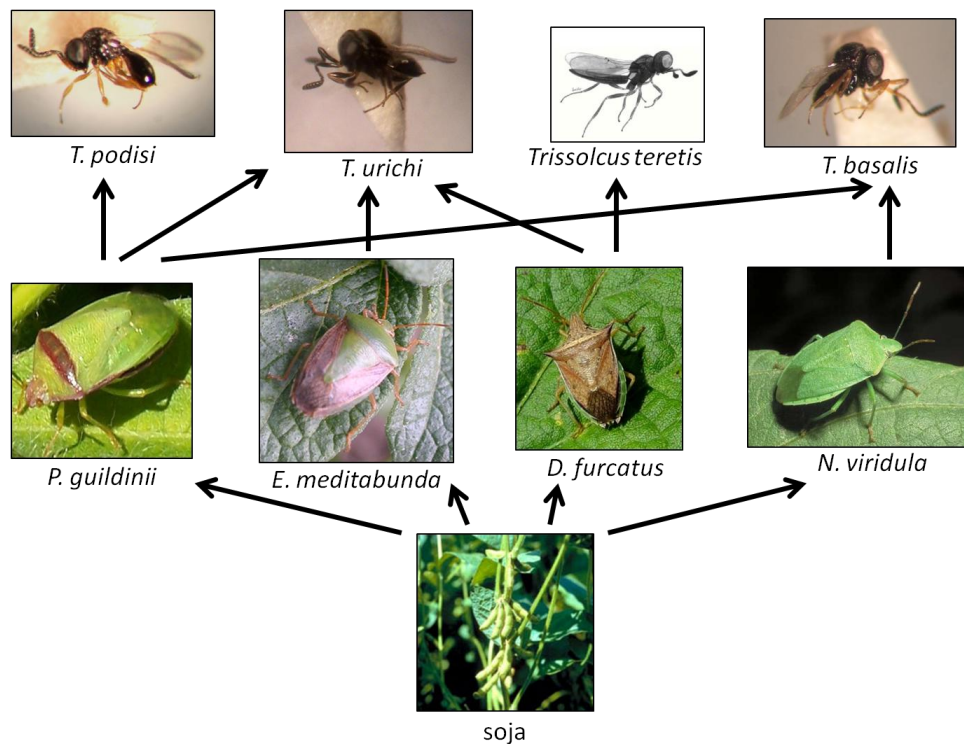 T. podisi
T. urichi
Trissolcus teretis
T. basalis
P. guildinii
E. meditabunda
D. furcatus
N. viridula
soja